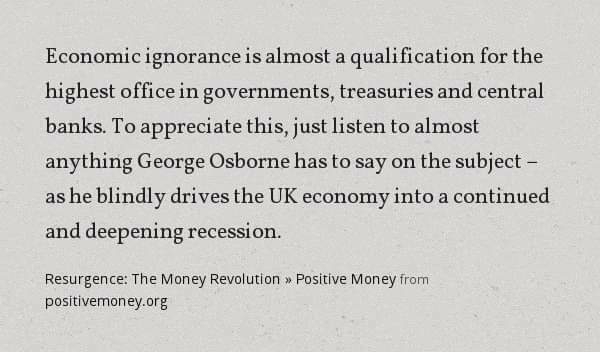 Economic ignorance is almost a qualification for the
highest office in governments, treasuries and central
banks. To appreciate this, just listen to almost
anything George Osborne has to say on the subject –
as he blindly drives the UK economy into a continued
and deepening recession.
Resurgence: The Money Revolution » Positive Money from
positivemoney.org